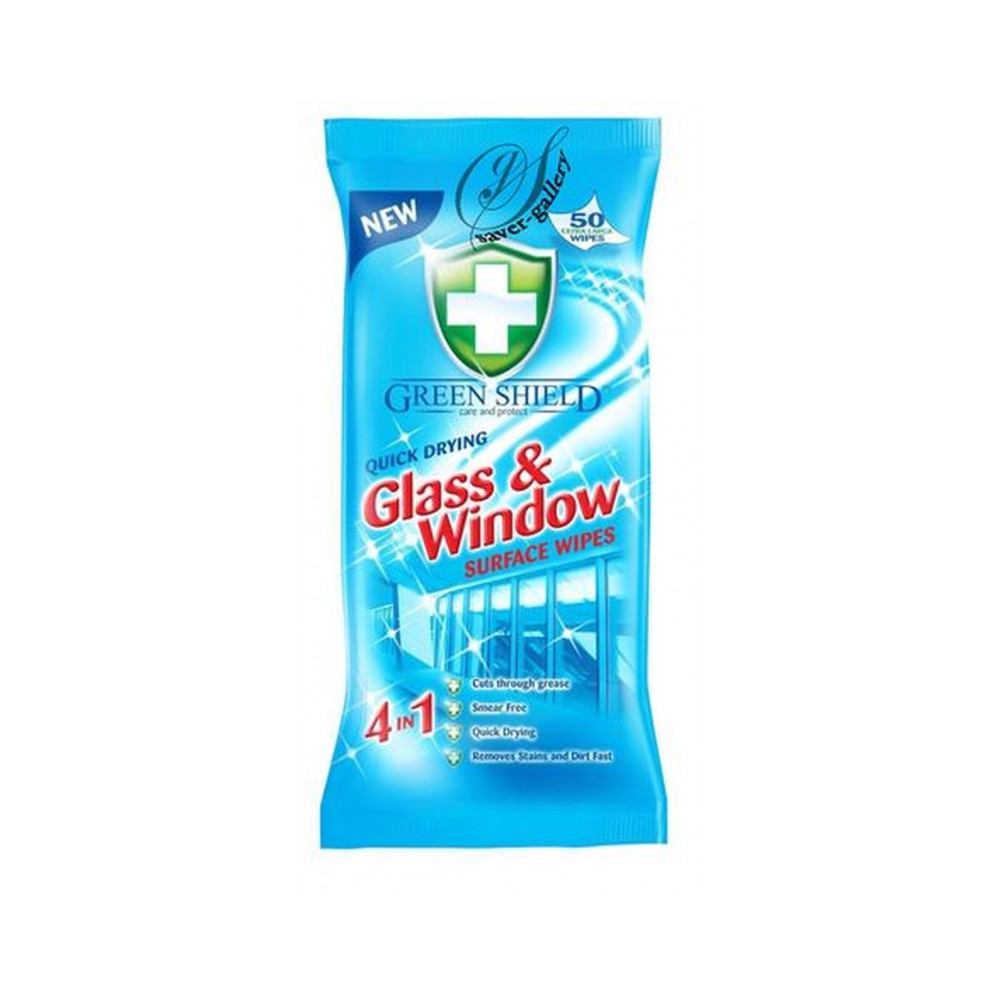 saver-gallery
NEW
50
EXTRA LARGE
WIPES
GREEN SHIELD™
care and protect
QUICK DRYING
Glass &
Window
SURFACE WIPES
4 IN 1
Cuts through grease
Smear Free
Quick Drying
Removes Stains and Dirt Fast